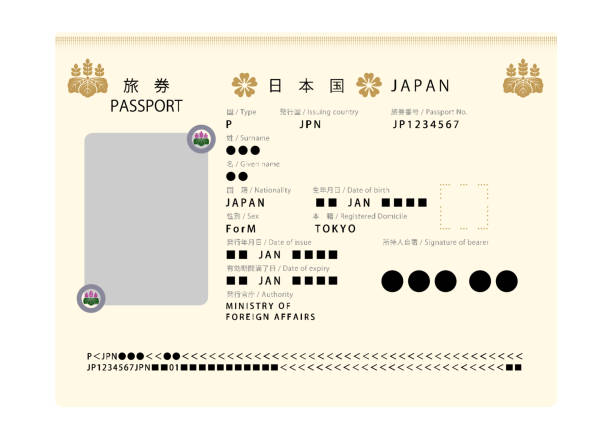 旅券 日本国 JAPAN
PASSPORT
国 / Type 発行国 / Issuing country 旅券番号 / Passport No.
P JPN JP1234567
姓 / Surname
●●●
名 / Given name
●●
国 籍 / Nationality 生年月日 / Date of birth
JAPAN ■■ JAN ■■■■
性別 / Sex 本 籍 / Registered Domicile
ForM TOKYO
発行年月日 / Date of issue 所持人自署 / Signature of bearer
■■ JAN ■■■■
有効期間満了日 / Date of expiry
■■ JAN ■■■■
●●●●●
発行官庁 / Authority
MINISTRY OF
FOREIGN AFFAIRS
P<JPN●●●<<●●<<<<<<<<<<<<<<<<<<<<<<<<<<<<<<<<<<<
JP1234567JPN■■01■■■■■■■■■■■<<<<<<<<<<<<<<<<<<<<<<<■■